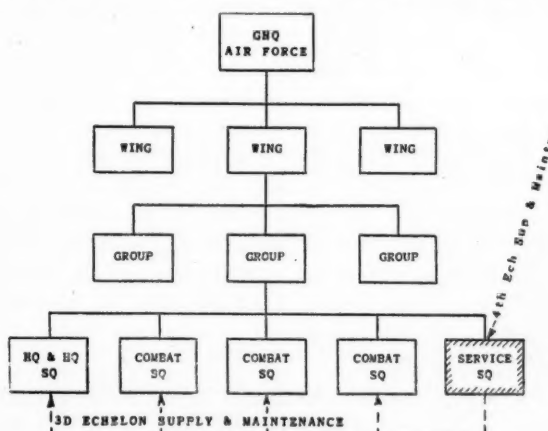 GHQ
AIR FORCE
WING
WING
WING
GROUP
GROUP
GROUP
4th Ech Sup &
HQ & HQ
SQ
COMBAT
SQ
COMBAT
SQ
COMBAT
SQ
SERVICE
SQ
3D ECHELON SUPPLY & MAINTENANCE